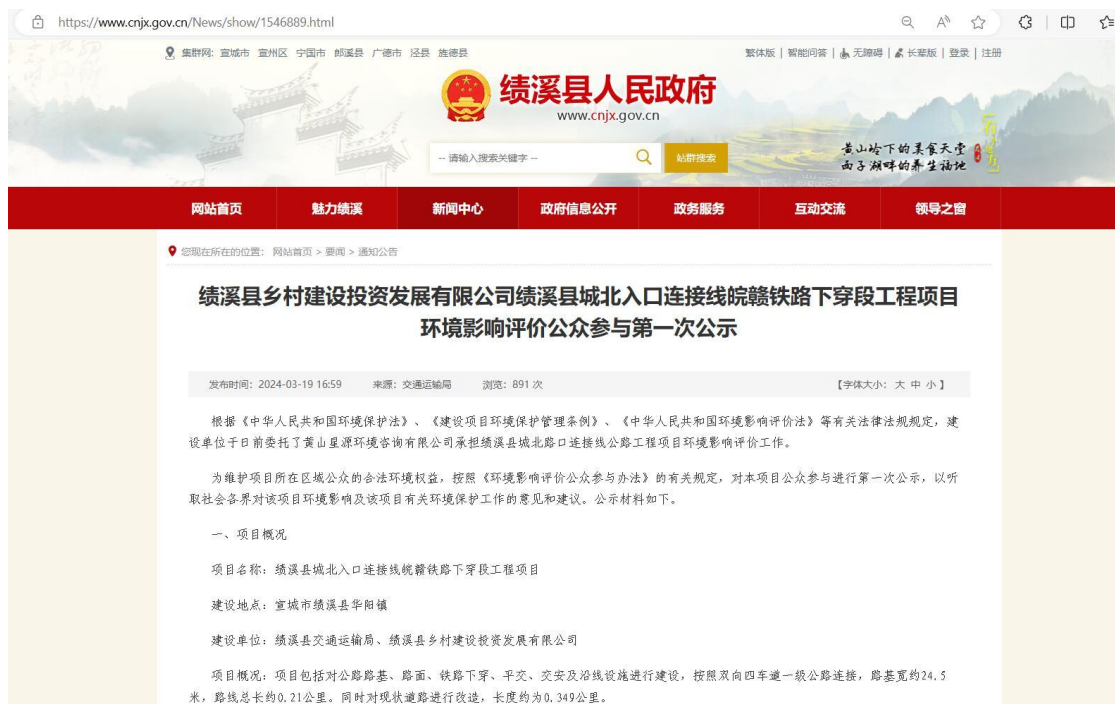 https://www.cnjx.gov.cn/News/show/1546889.html
集群网: 宣城市 宣州区 宁国市 郎溪县 广德市 泾县 旌德县
繁体版 | 智能问答 | 无障碍 | 长辈版 | 登录 | 注册
绩溪县人民政府
www.cnjx.gov.cn
-- 请输入搜索关键字 --
站群搜索
黄山峪下的美食天堂
西子湖畔的养生福地
网站首页 魅力绩溪 新闻中心 政府信息公开 政务服务 互动交流 领导之窗
您现在所在的位置: 网站首页 > 要闻 > 通知公告
绩溪县乡村建设投资发展有限公司绩溪县城北入口连接线皖赣铁路下穿段工程项目
环境影响评价公众参与第一次公示
发布时间: 2024-03-19 16:59 来源: 交通运输局 浏览: 891 次 【字体大小: 大 中 小】
根据《中华人民共和国环境保护法》、《建设项目环境保护管理条例》、《中华人民共和国环境影响评价法》等有关法律法规规定，建
设单位于日前委托了黄山星源环境咨询有限公司承担绩溪县城北路口连接线公路工程项目环境影响评价工作。
为维护项目所在区域公众的合法环境权益，按照《环境影响评价公众参与办法》的有关规定，对本项目公众参与进行第一次公示，以听
取社会各界对该项目环境影响及该项目有关环境保护工作的意见和建议。公示材料如下。
一、项目概况
项目名称：绩溪县城北入口连接线皖赣铁路下穿段工程项目
建设地点：宣城市绩溪县华阳镇
建设单位：绩溪县交通运输局、绩溪县乡村建设投资发展有限公司
项目概况：项目包括对公路路基、路面、铁路下穿、平交、交安及沿线设施进行建设，按照双向四车道一级公路连接，路基宽约24.5
米，路线总长约0.21公里。同时对现状道路进行改造，长度约为0.349公里。